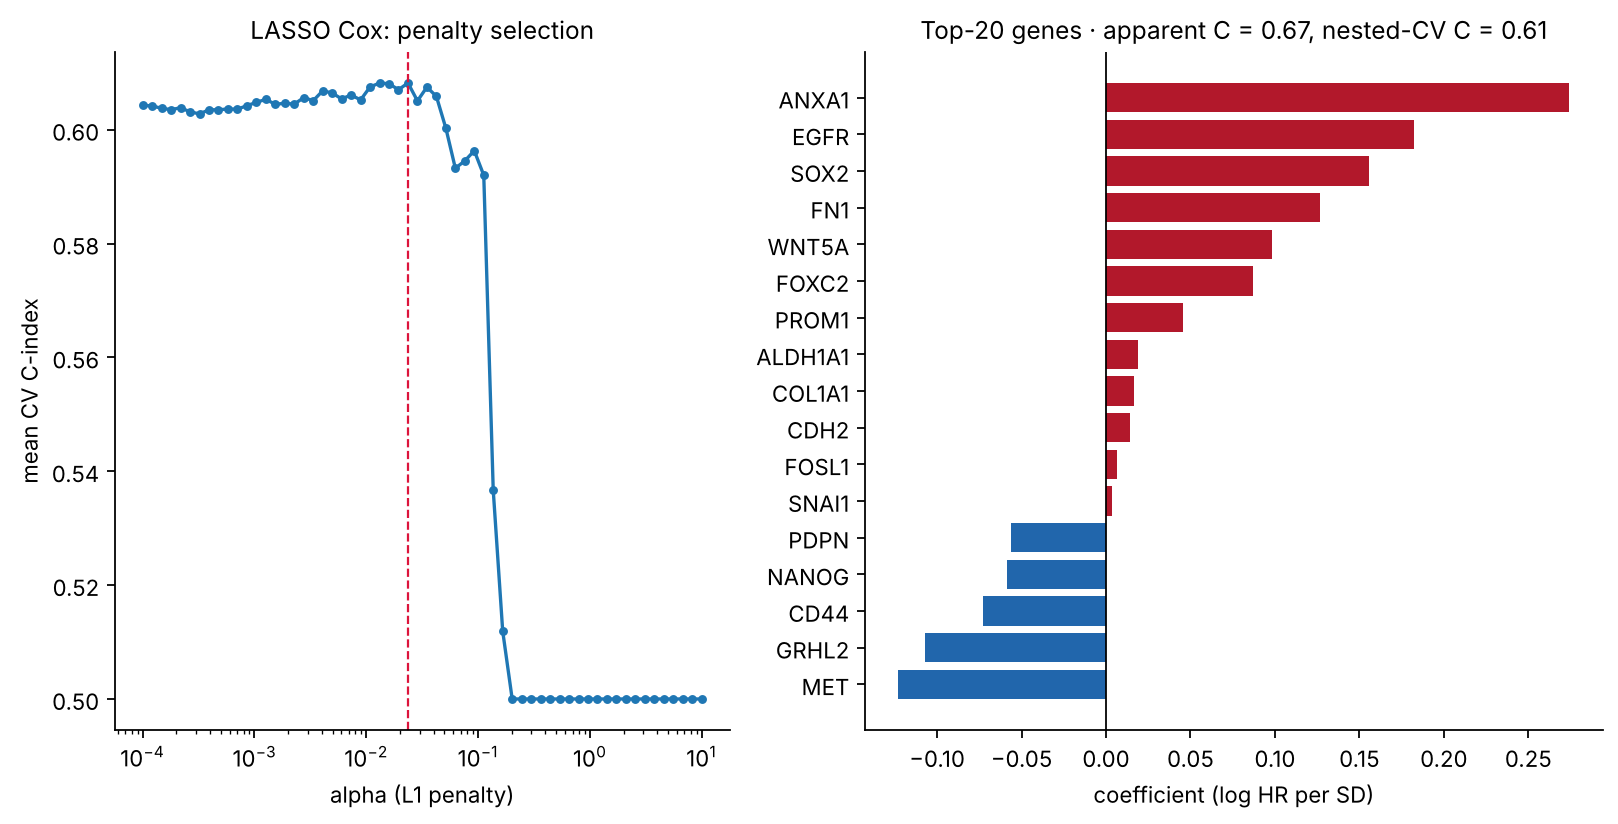 LASSO Cox: penalty selection
mean CV C-index
0.60
0.58
0.56
0.54
0.52
0.50
10⁻⁴ 10⁻³ 10⁻² 10⁻¹ 10⁰ 10¹
alpha (L1 penalty)
Top-20 genes · apparent C = 0.67, nested-CV C = 0.61
ANXA1
EGFR
SOX2
FN1
WNT5A
FOXC2
PROM1
ALDH1A1
COL1A1
CDH2
FOSL1
SNAI1
PDPN
NANOG
CD44
GRHL2
MET
−0.10 −0.05 0.00 0.05 0.10 0.15 0.20 0.25
coefficient (log HR per SD)